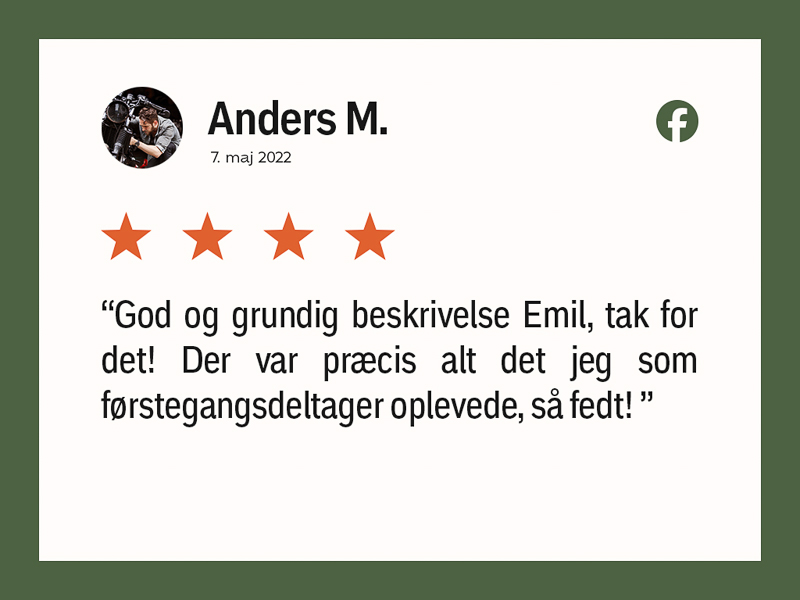 Anders M.
7. maj 2022
“God og grundig beskrivelse Emil, tak for
det! Der var præcis alt det jeg som
førstegangsdeltager oplevede, så fedt! ”